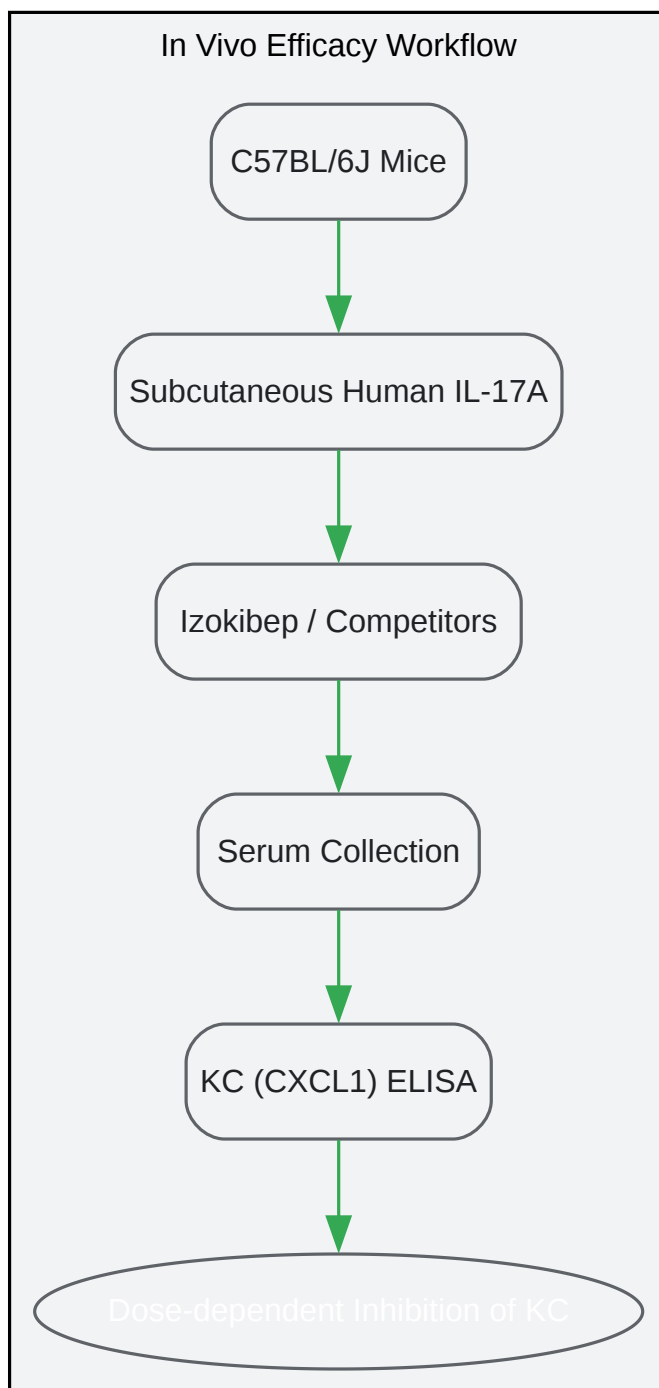 In Vivo Efficacy Workflow
C57BL/6J Mice
Subcutaneous Human IL-17A
Izokibep / Competitors
Serum Collection
KC (CXCL1) ELISA
Dose-dependent Inhibition of KC